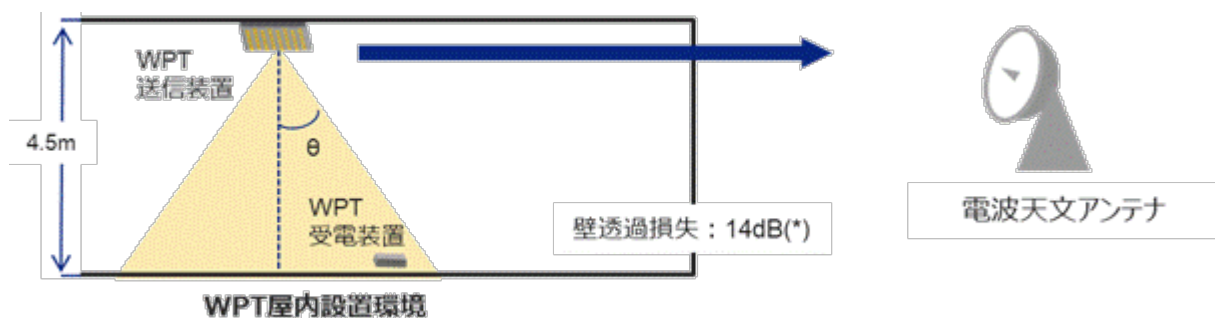 WPT
送信装置
4.5m
θ
WPT
受電装置
壁透過損失：14dB(*)
電波天文アンテナ
WPT屋内設置環境